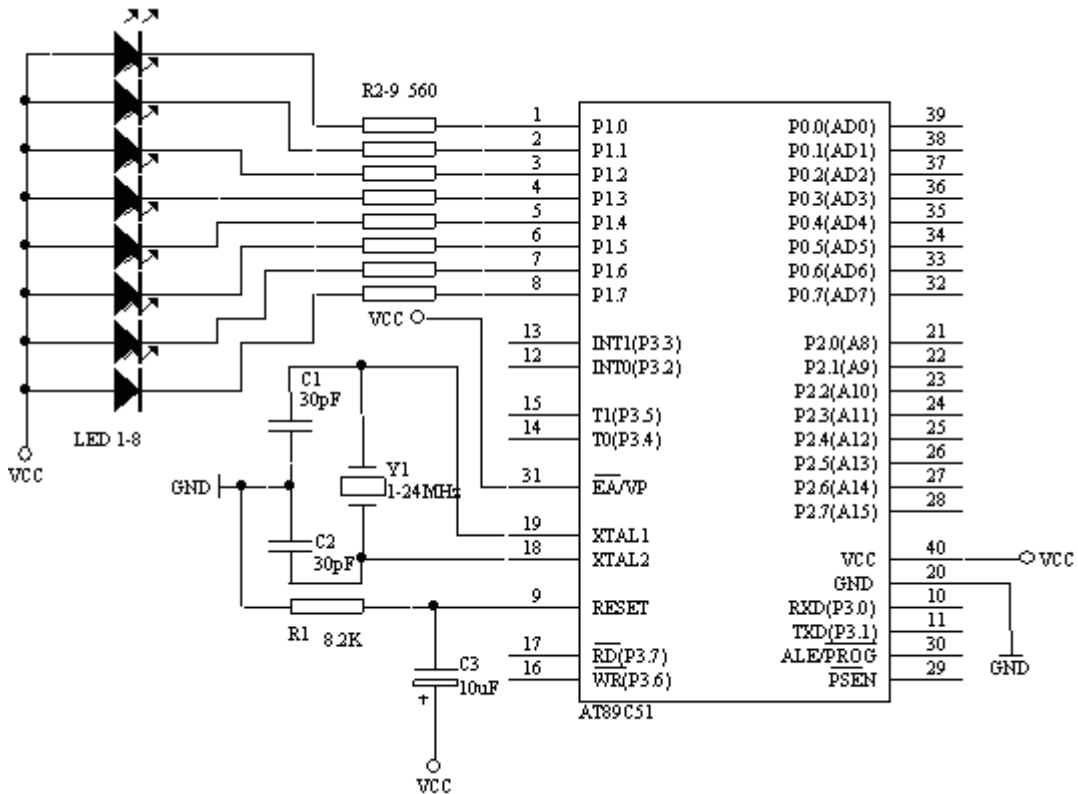 R2-9 560
1
2
3
4
5
6
7
8
13
12
15
14
31
19
18
9
17
16
P1.0
P1.1
P1.2
P1.3
P1.4
P1.5
P1.6
P1.7
INT1(P3.3)
INT0(P3.2)
T1(P3.5)
T0(P3.4)
EA/VP
XTAL1
XTAL2
RESET
RD(P3.7)
WR(P3.6)
P0.0(AD0)
P0.1(AD1)
P0.2(AD2)
P0.3(AD3)
P0.4(AD4)
P0.5(AD5)
P0.6(AD6)
P0.7(AD7)
P2.0(A8)
P2.1(A9)
P2.2(A10)
P2.3(A11)
P2.4(A12)
P2.5(A13)
P2.6(A14)
P2.7(A15)
VCC
GND
RXD(P3.0)
TXD(P3.1)
ALE/PROG
PSEN
39
38
37
36
35
34
33
32
21
22
23
24
25
26
27
28
40
20
10
11
30
29
VCC
GND
AT89C51
VCC
LED 1-8
VCC
C1
30pF
GND
Y1
1-24MHz
C2
30pF
R1 8.2K
C3
10uF
+
VCC